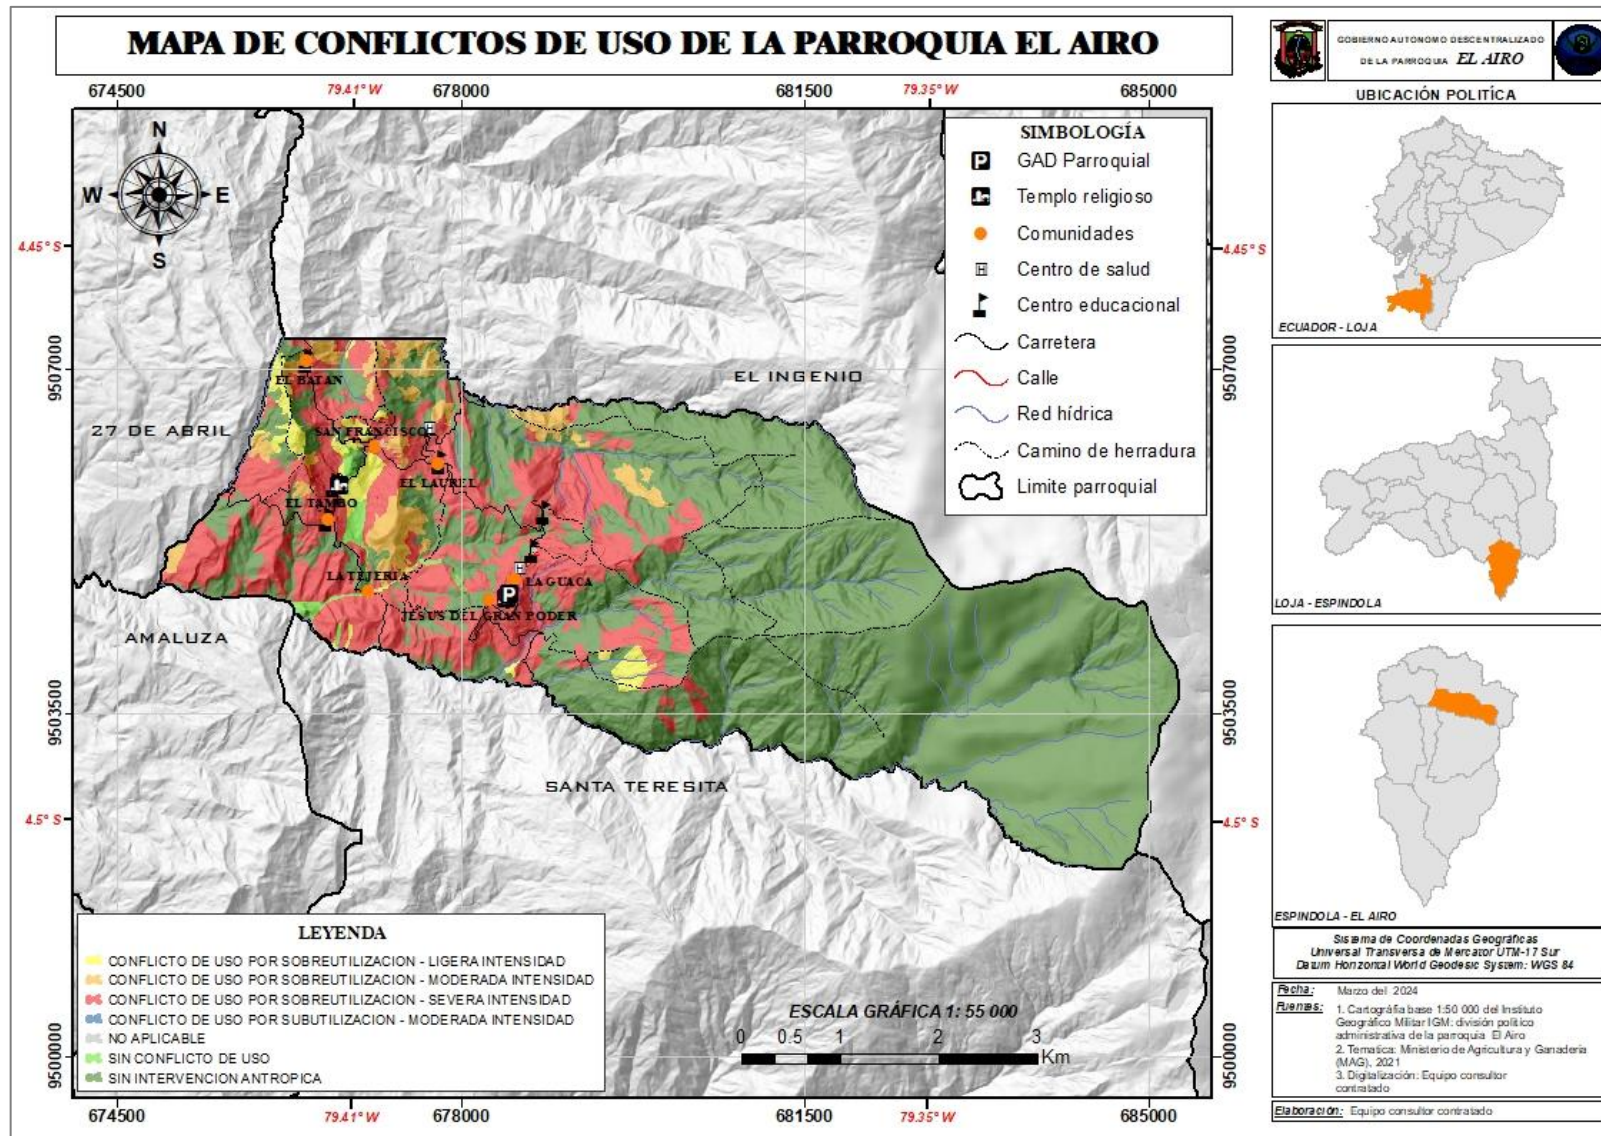 MAPA DE CONFLICTOS DE USO DE LA PARROQUIA EL AIRO
GOBIERNO AUTONOMO DESCENTRALIZADO
DE LA PARROQUIA EL AIRO
UBICACIÓN POLITÍCA
674500
79.41° W
678000
681500
79.35° W
685000
N
W
E
S
4.45° S
4.45° S
9507000
9507000
9503500
9503500
4.5° S
4.5° S
9500000
9500000
SIMBOLOGÍA
P GAD Parroquial
Templo religioso
Comunidades
H Centro de salud
Centro educacional
Carretera
Calle
Red hídrica
Camino de herradura
Limite parroquial
EL INGENIO
27 DE ABRIL
AMALUZA
SANTA TERESITA
EL BATAN
SAN FRANCISCO
H
EL LAUREL
EL TAMBO
LA TEJERIA
H
LA GUACA
P
JESUS DEL GRAN PODER
LEYENDA
CONFLICTO DE USO POR SOBREUTILIZACION - LIGERA INTENSIDAD
CONFLICTO DE USO POR SOBREUTILIZACION - MODERADA INTENSIDAD
CONFLICTO DE USO POR SOBREUTILIZACION - SEVERA INTENSIDAD
CONFLICTO DE USO POR SUBUTILIZACION - MODERADA INTENSIDAD
NO APLICABLE
SIN CONFLICTO DE USO
SIN INTERVENCION ANTROPICA
ESCALA GRÁFICA 1: 55 000
0 0.5 1 2 3
Km
674500
79.41° W
678000
681500
79.35° W
685000
ECUADOR - LOJA
LOJA - ESPINDOLA
ESPINDOLA - EL AIRO
Sistema de Coordenadas Geográficas
Universal Transversa de Mercator UTM-17 Sur
Datum Horizontal World Geodesic System: WGS 84
Fecha: Marzo del 2024
Fuentes: 1. Cartográfia base 1:50 000 del Instituto
Geográfico Militar IGM: división político
administrativa de la parroquia El Airo
2. Tematica: Ministerio de Agricultura y Ganaderia
(MAG), 2021
3. Digitalización: Equipo consultor
contratado
Elaboración: Equipo consultor contratado